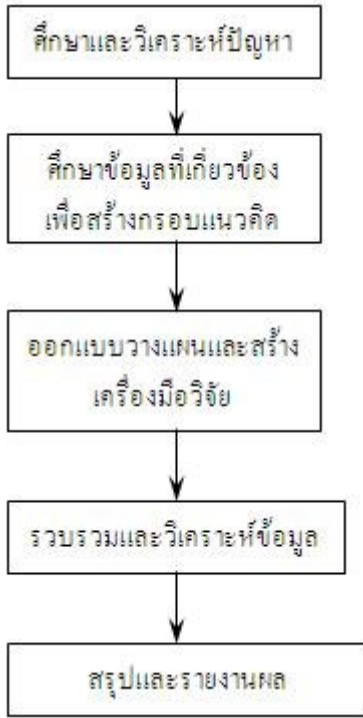 ศึกษาและวิเคราะห์ปัญหา
ศึกษาข้อมูลที่เกี่ยวข้อง
เพื่อสร้างกรอบแนวคิด
ออกแบบวางแผนและสร้าง
เครื่องมือวิจัย
รวบรวมและวิเคราะห์ข้อมูล
สรุปและรายงานผล